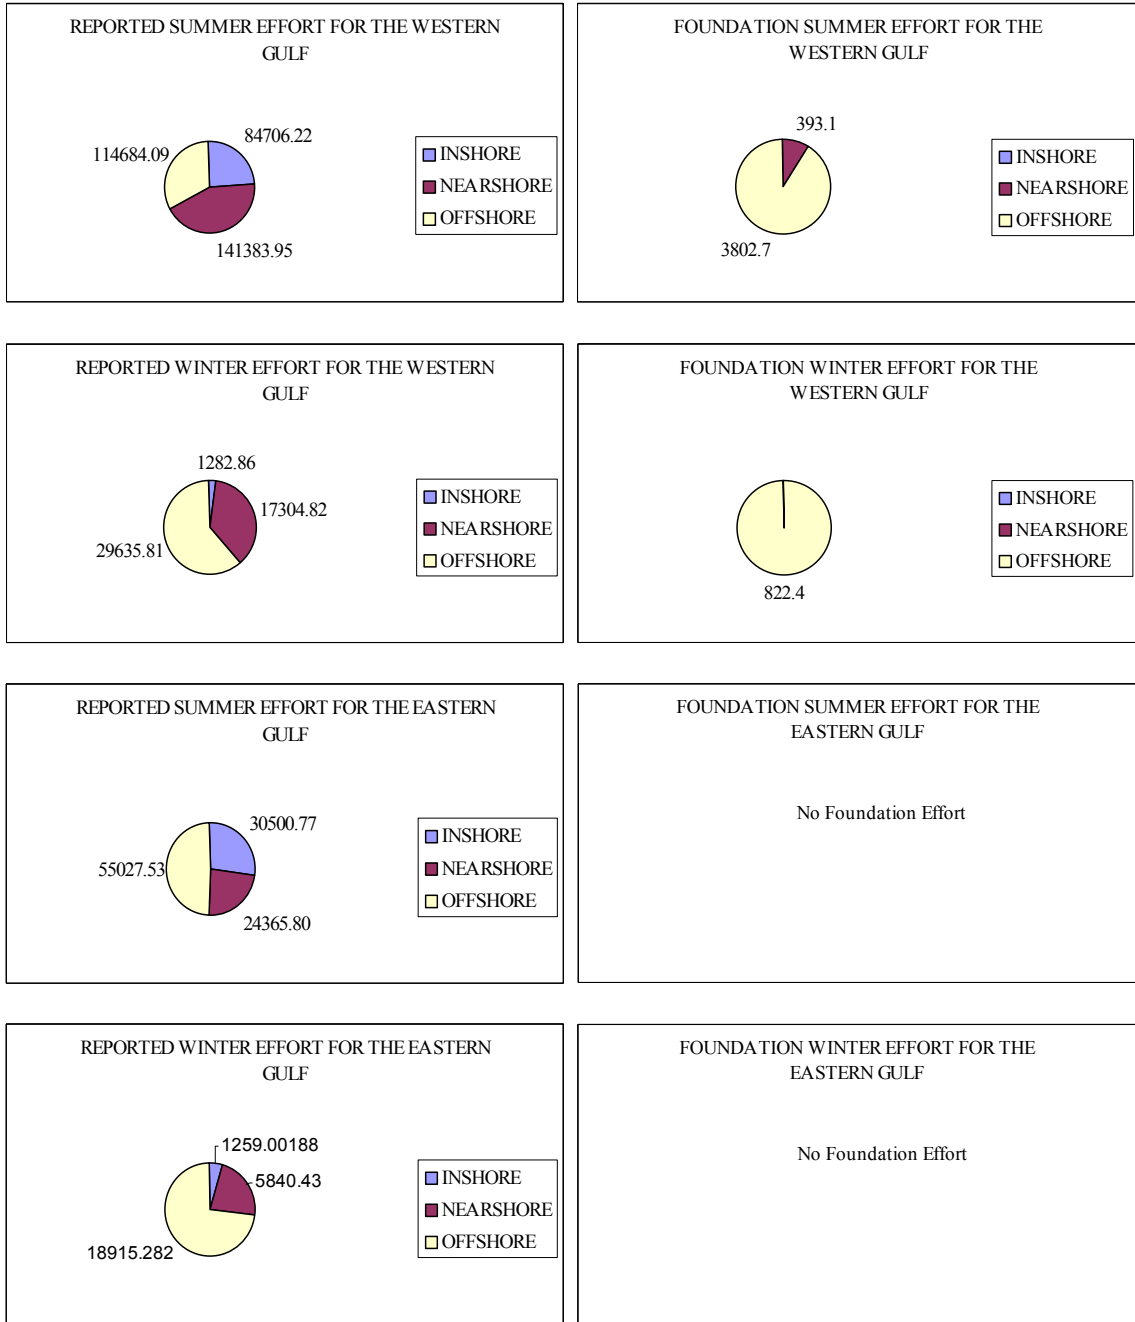 REPORTED SUMMER EFFORT FOR THE WESTERN
GULF
84706.22
114684.09
141383.95
INSHORE
NEARSHORE
OFFSHORE
FOUNDATION SUMMER EFFORT FOR THE
WESTERN GULF
393.1
3802.7
INSHORE
NEARSHORE
OFFSHORE
REPORTED WINTER EFFORT FOR THE WESTERN
GULF
1282.86
17304.82
29635.81
INSHORE
NEARSHORE
OFFSHORE
FOUNDATION WINTER EFFORT FOR THE
WESTERN GULF
822.4
INSHORE
NEARSHORE
OFFSHORE
REPORTED SUMMER EFFORT FOR THE EASTERN
GULF
30500.77
55027.53
24365.80
INSHORE
NEARSHORE
OFFSHORE
FOUNDATION SUMMER EFFORT FOR THE
EASTERN GULF
No Foundation Effort
REPORTED WINTER EFFORT FOR THE EASTERN
GULF
1259.00188
5840.43
18915.282
INSHORE
NEARSHORE
OFFSHORE
FOUNDATION WINTER EFFORT FOR THE
EASTERN GULF
No Foundation Effort